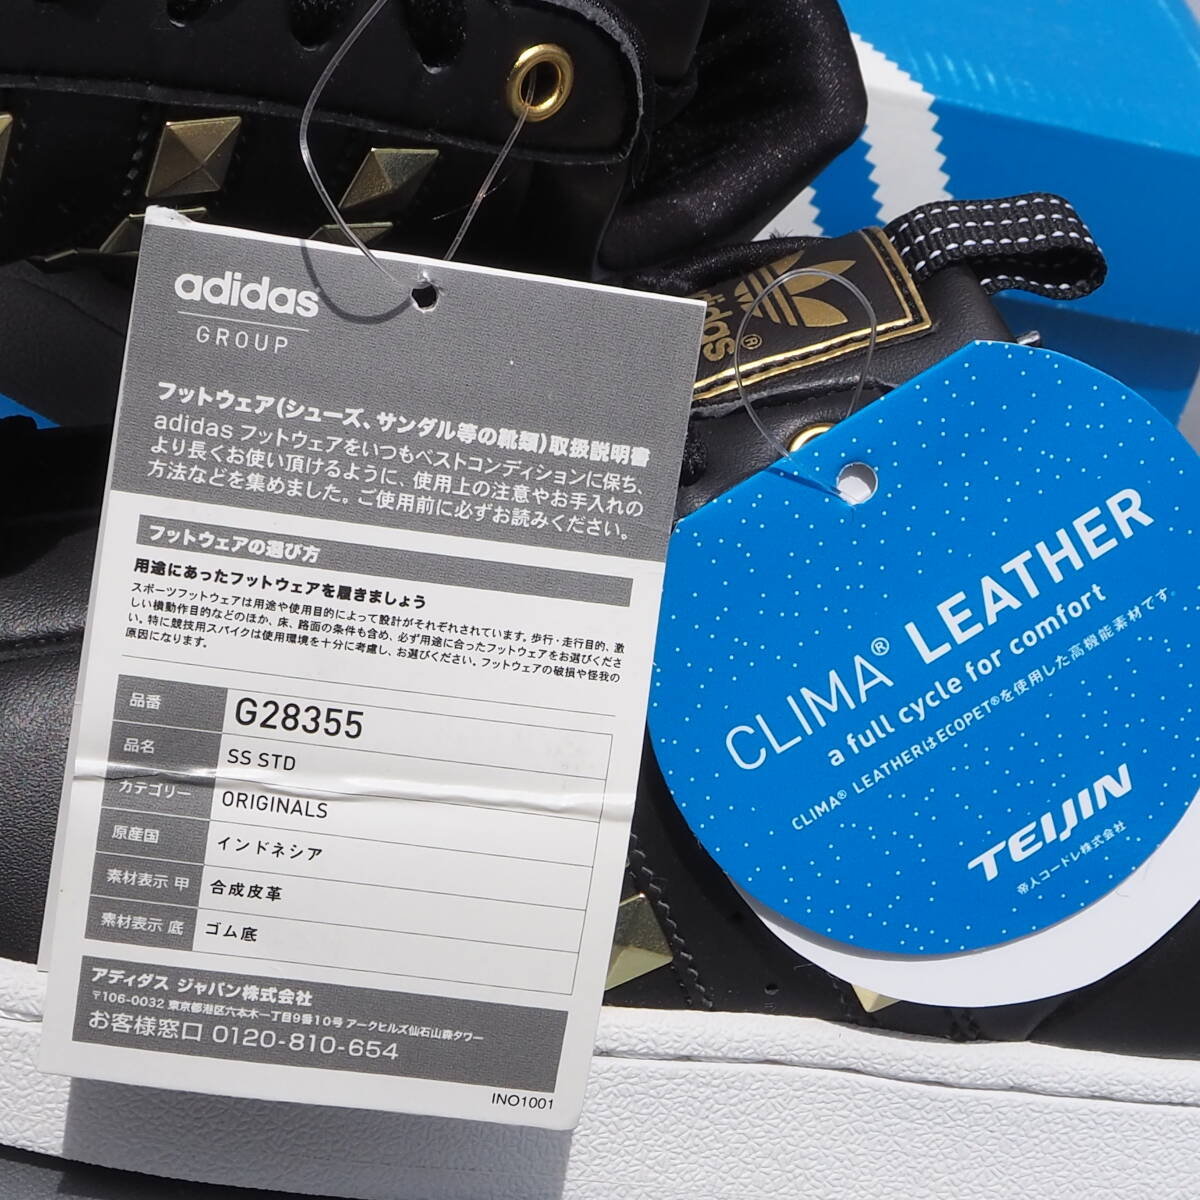 adidas
GROUP
フットウェア(シューズ、サンダル等の靴類)取扱説明書
adidas フットウェアをいつもベストコンディションに保ち、
より長くお使い頂けるように、使用上の注意やお手入れの
方法などを集めました。ご使用前に必ずお読みください。
フットウェアの選び方
用途にあったフットウェアを履きましょう
スポーツフットウェアは用途や使用目的によって設計がそれぞれされています。歩行・走行目的、激
しい横動作目的などのほか、床、路面の条件も含め、必ず用途に合ったフットウェアをお選びくださ
い。特に競技用スパイクは使用環境を十分に考慮し、お選びください。フットウェアの破損や怪我の
原因になります。
品番 G28355
品名 SS STD
カテゴリー ORIGINALS
原産国 インドネシア
素材表示 甲 合成皮革
素材表示 底 ゴム底
アディダス ジャパン株式会社
〒106-0032 東京都港区六本木一丁目9番10号 アークヒルズ仙石山森タワー
お客様窓口 0120-810-654
INO1001
CLIMA® LEATHER
a full cycle for comfort
CLIMA® LEATHERはECOPET®を使用した高機能素材です。
TEIJIN
帝人コードレ株式会社